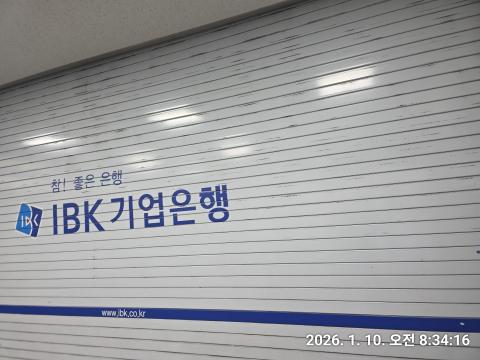 참! 좋은 은행
IBK IBK 기업은행
www.ibk.co.kr
2026. 1. 10. 오전 8:34:16